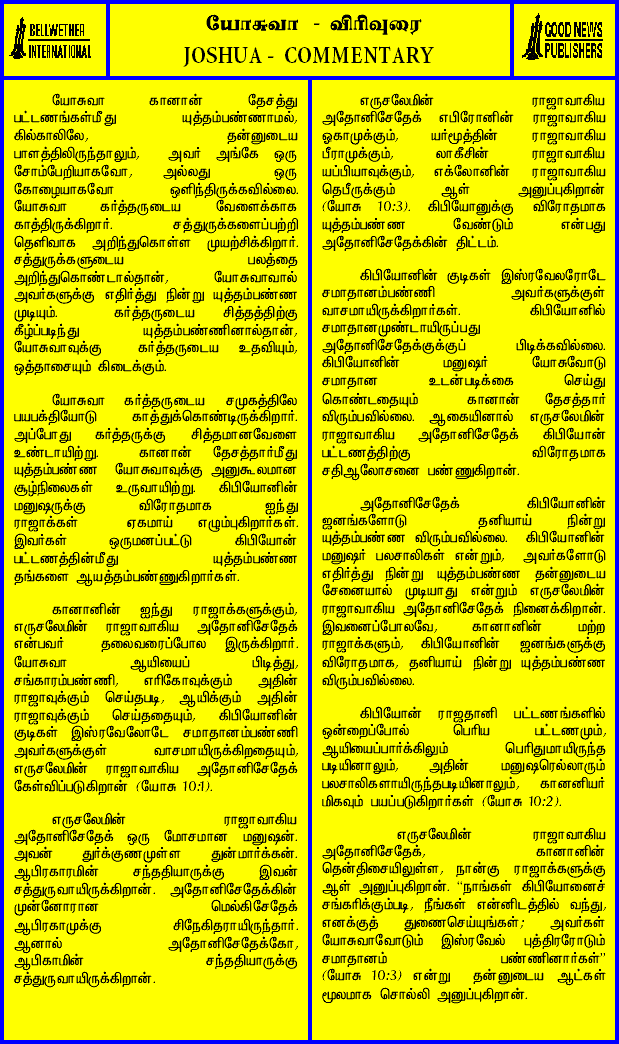 BELLWETHER
INTERNATIONAL
யோசுவா - விரிவுரை
JOSHUA - COMMENTARY
GOOD NEWS
PUBLISHERS
யோசுவா கானான் தேசத்து
பட்டணங்கள்மீது யுத்தம்பண்ணாமல்,
கில்காலிலே, தன்னுடைய
பாளத்திலிருந்தாலும், அவர் அங்கே ஒரு
சோம்பேறியாகவோ, அல்லது ஒரு
கோழையாகவோ ஒளிந்திருக்கவில்லை.
யோசுவா கர்த்தருடைய வேளைக்காக
காத்திருக்கிறார். சத்துருக்களைப்பற்றி
தெளிவாக அறிந்துகொள்ள முயற்சிக்கிறார்.
சத்துருக்களுடைய பலத்தை
அறிந்துகொண்டால்தான், யோசுவாவால்
அவர்களுக்கு எதிர்த்து நின்று யுத்தம்பண்ண
முடியும். கர்த்தருடைய சித்தத்திற்கு
கீழ்ப்படிந்து யுத்தம்பண்ணினால்தான்,
யோசுவாவுக்கு கர்த்தருடைய உதவியும்,
ஒத்தாசையும் கிடைக்கும்.
யோசுவா கர்த்தருடைய சமுகத்திலே
பயபக்தியோடு காத்துக்கொண்டிருக்கிறார்.
அப்போது கர்த்தருக்கு சித்தமானவேளை
உண்டாயிற்று. கானான் தேசத்தார்மீது
யுத்தம்பண்ண யோசுவாவுக்கு அனுகூலமான
சூழ்நிலைகள் உருவாயிற்று. கிபியோனின்
மனுஷருக்கு விரோதமாக ஐந்து
ராஜாக்கள் ஏகமாய் எழும்புகிறார்கள்.
இவர்கள் ஒருமனப்பட்டு கிபியோன்
பட்டணத்தின்மீது யுத்தம்பண்ண
தங்களை ஆயத்தம்பண்ணுகிறார்கள்.
கானானின் ஐந்து ராஜாக்களுக்கும்,
எருசலேமின் ராஜாவாகிய அதோனிசேதேக்
என்பவர் தலைவரைப்போல இருக்கிறார்.
யோசுவா ஆயியைப் பிடித்து,
சங்காரம்பண்ணி, எரிகோவுக்கும் அதின்
ராஜாவுக்கும் செய்தபடி, ஆயிக்கும் அதின்
ராஜாவுக்கும் செய்ததையும், கிபியோனின்
குடிகள் இஸ்ரவேலோடே சமாதானம்பண்ணி
அவர்களுக்குள் வாசமாயிருக்கிறதையும்,
எருசலேமின் ராஜாவாகிய அதோனிசேதேக்
கேள்விப்படுகிறான் (யோசு 10:1).
எருசலேமின் ராஜாவாகிய
அதோனிசேதேக் ஒரு மோசமான மனுஷன்.
அவன் துர்க்குணமுள்ள துன்மார்க்கன்.
ஆபிரகாரமின் சந்ததியாருக்கு இவன்
சத்துருவாயிருக்கிறான். அதோனிசேதேக்கின்
முன்னோரான மெல்கிசேதேக்
ஆபிரகாமுக்கு சிநேகிதராயிருந்தார்.
ஆனால் அதோனிசேதேக்கோ,
ஆபிகாமின் சந்ததியாருக்கு
சத்துருவாயிருக்கிறான்.
எருசலேமின் ராஜாவாகிய
அதோனிசேதேக் எபிரோனின் ராஜாவாகிய
ஓகாமுக்கும், யர்மூத்தின் ராஜாவாகிய
பீராமுக்கும், லாகீசின் ராஜாவாகிய
யப்பியாவுக்கும், எக்லோனின் ராஜாவாகிய
தெபீருக்கும் ஆள் அனுப்புகிறான்
(யோசு 10:3). கிபியோனுக்கு விரோதமாக
யுத்தம்பண்ண வேண்டும் என்பது
அதோனிசேதேக்கின் திட்டம்.
கிபியோனின் குடிகள் இஸ்ரவேலரோடே
சமாதானம்பண்ணி அவர்களுக்குள்
வாசமாயிருக்கிறார்கள். கிபியோனில்
சமாதானமுண்டாயிருப்பது
அதோனிசேதேக்குக்குப் பிடிக்கவில்லை.
கிபியோனின் மனுஷர் யோசுவோடு
சமாதான உடன்படிக்கை செய்து
கொண்டதையும் கானான் தேசத்தார்
விரும்பவில்லை. ஆகையினால் எருசலேமின்
ராஜாவாகிய அதோனிசேதேக் கிபியோன்
பட்டணத்திற்கு விரோதமாக
சதிஆலோசனை பண்ணுகிறான்.
அதோனிசேதேக் கிபியோனின்
ஜனங்களோடு தனியாய் நின்று
யுத்தம்பண்ண விரும்பவில்லை. கிபியோனின்
மனுஷர் பலசாலிகள் என்றும், அவர்களோடு
எதிர்த்து நின்று யுத்தம்பண்ண தன்னுடைய
சேனையால் முடியாது என்றும் எருசலேமின்
ராஜாவாகிய அதோனிசேதேக் நினைக்கிறான்.
இவனைப்போலவே, கானானின் மற்ற
ராஜாக்களும், கிபியோனின் ஜனங்களுக்கு
விரோதமாக, தனியாய் நின்று யுத்தம்பண்ண
விரும்பவில்லை.
கிபியோன் ராஜதானி பட்டணங்களில்
ஒன்றைப்போல் பெரிய பட்டணமும்,
ஆயியைப்பார்க்கிலும் பெரிதுமாயிருந்த
படியினாலும், அதின் மனுஷரெல்லாரும்
பலசாலிகளாயிருந்தபடியினாலும், கானனியர்
மிகவும் பயப்படுகிறார்கள் (யோசு 10:2).
எருசலேமின் ராஜாவாகிய
அதோனிசேதேக், கானானின்
தென்திசையிலுள்ள, நான்கு ராஜாக்களுக்கு
ஆள் அனுப்புகிறான். "நாங்கள் கிபியோனைச்
சங்கரிக்கும்படி, நீங்கள் என்னிடத்தில் வந்து,
எனக்குத் துணைசெய்யுங்கள்; அவர்கள்
யோசுவாவோடும் இஸ்ரவேல் புத்திரரோடும்
சமாதானம் பண்ணினார்கள்"
(யோசு 10:3) என்று தன்னுடைய ஆட்கள்
மூலமாக சொல்லி அனுப்புகிறான்.